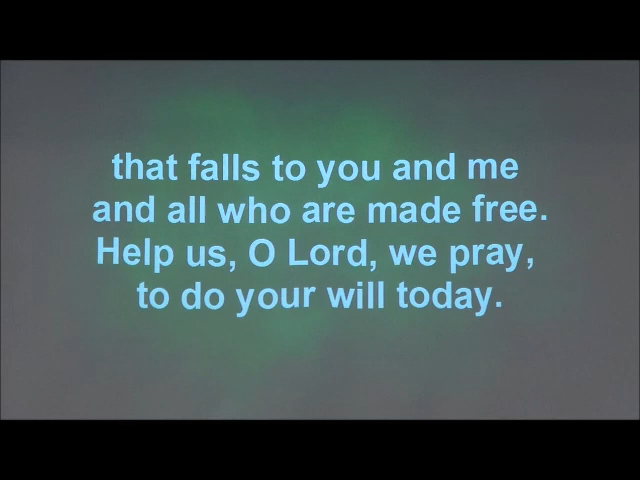 that falls to you and me
and all who are made free.
Help us, O Lord, we pray,
to do your will today.